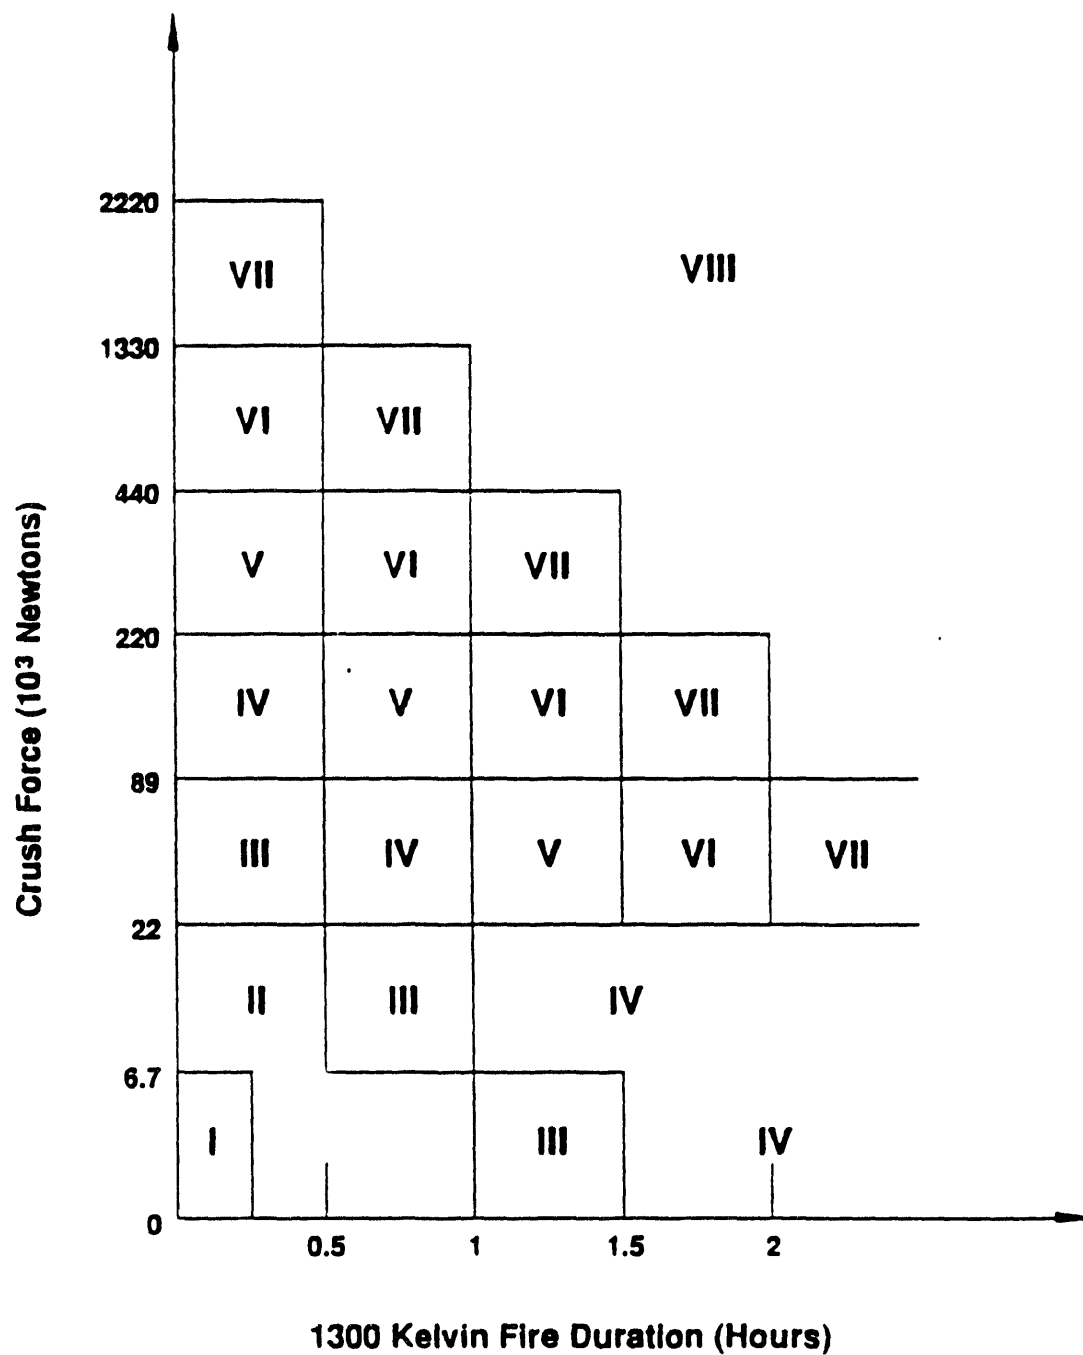 2220
VII
VIII
1330
VI
VII
440
V
VI
VII
220
IV
V
VI
VII
89
III
IV
V
VI
VII
22
II
III
IV
6.7
I
III
IV
0
0.5
1
1.5
2
Crush Force (10³ Newtons)
1300 Kelvin Fire Duration (Hours)